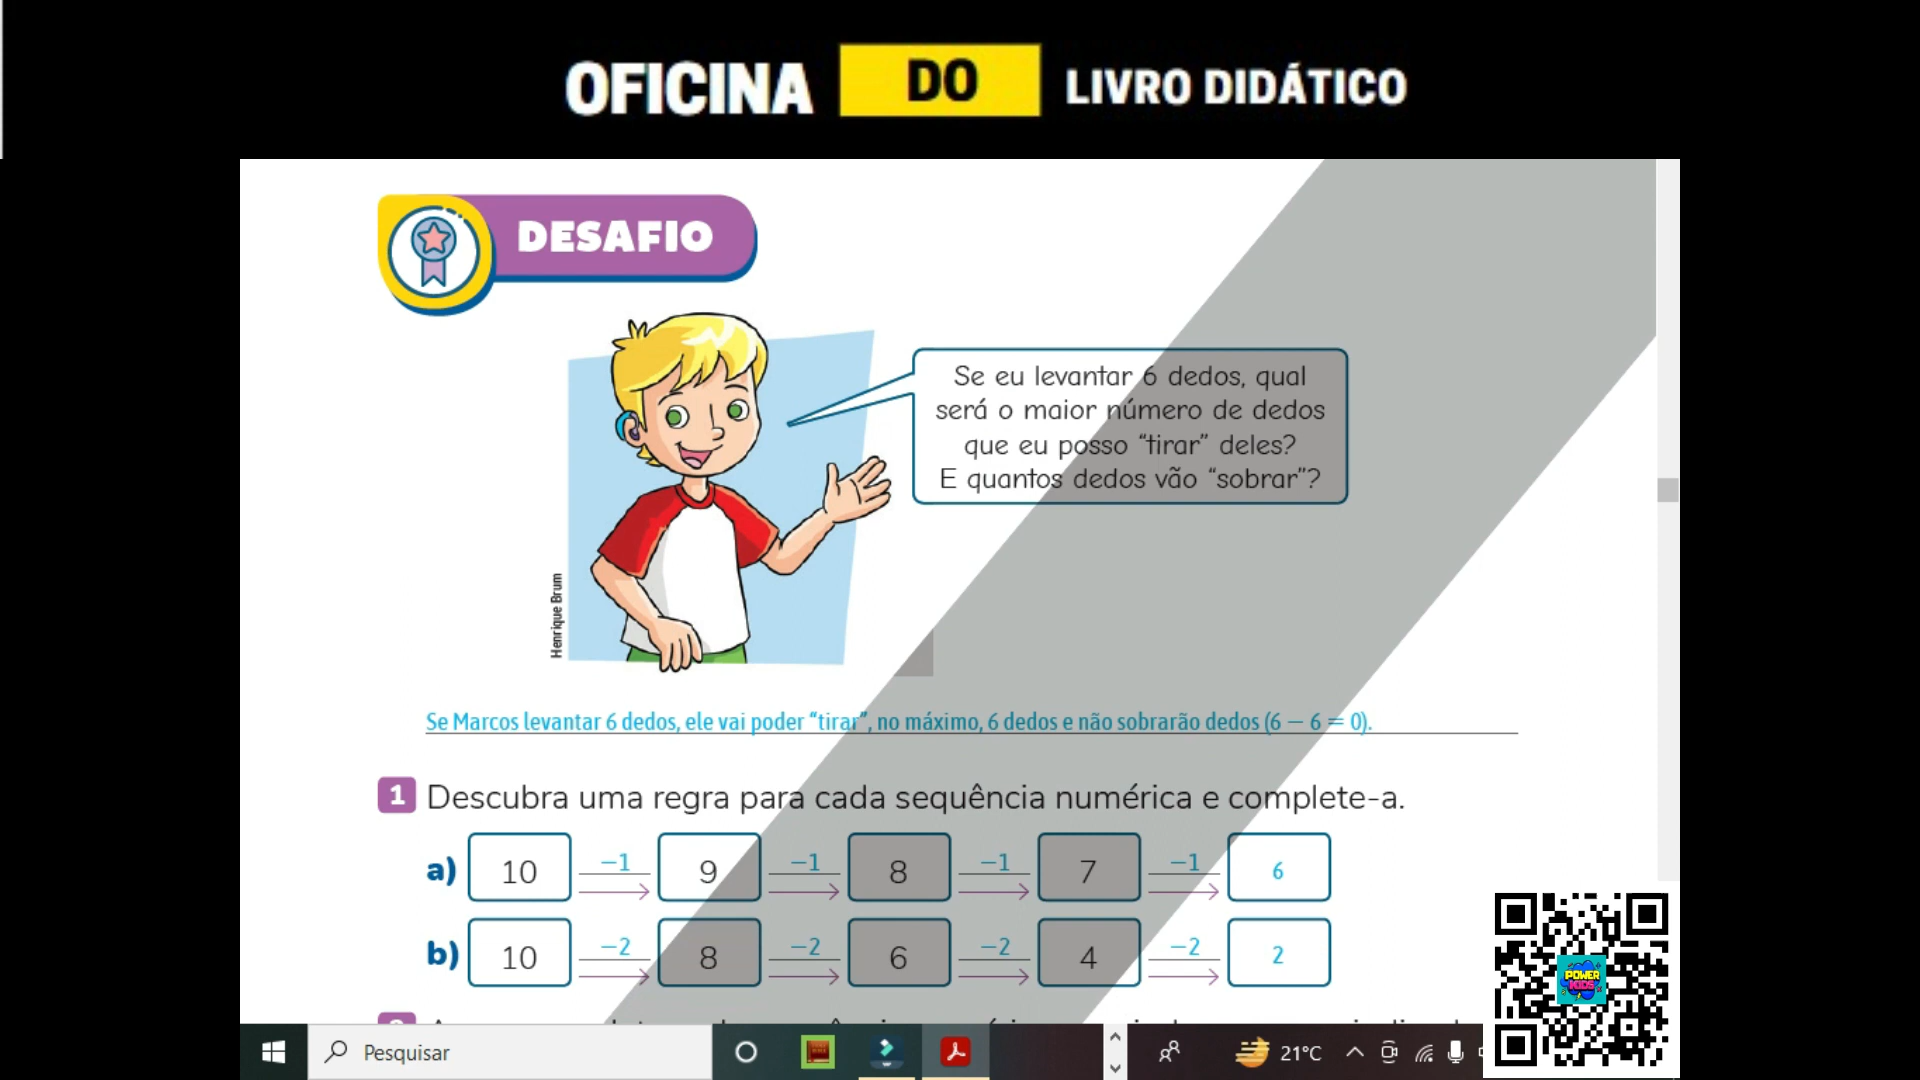 OFICINA DO LIVRO DIDÁTICO
DESAFIO
Se eu levantar 6 dedos, qual
será o maior número de dedos
que eu posso “tirar” deles?
E quantos dedos vão “sobrar”?
Henrique Brum
Se Marcos levantar 6 dedos, ele vai poder “tirar”, no máximo, 6 dedos e não sobrarão dedos (6 – 6 = 0).
1 Descubra uma regra para cada sequência numérica e complete-a.
a) 10 –1 9 –1 8 –1 7 –1 6
b) 10 –2 8 –2 6 –2 4 –2 2
POWER
KIDS
Pesquisar
21°C